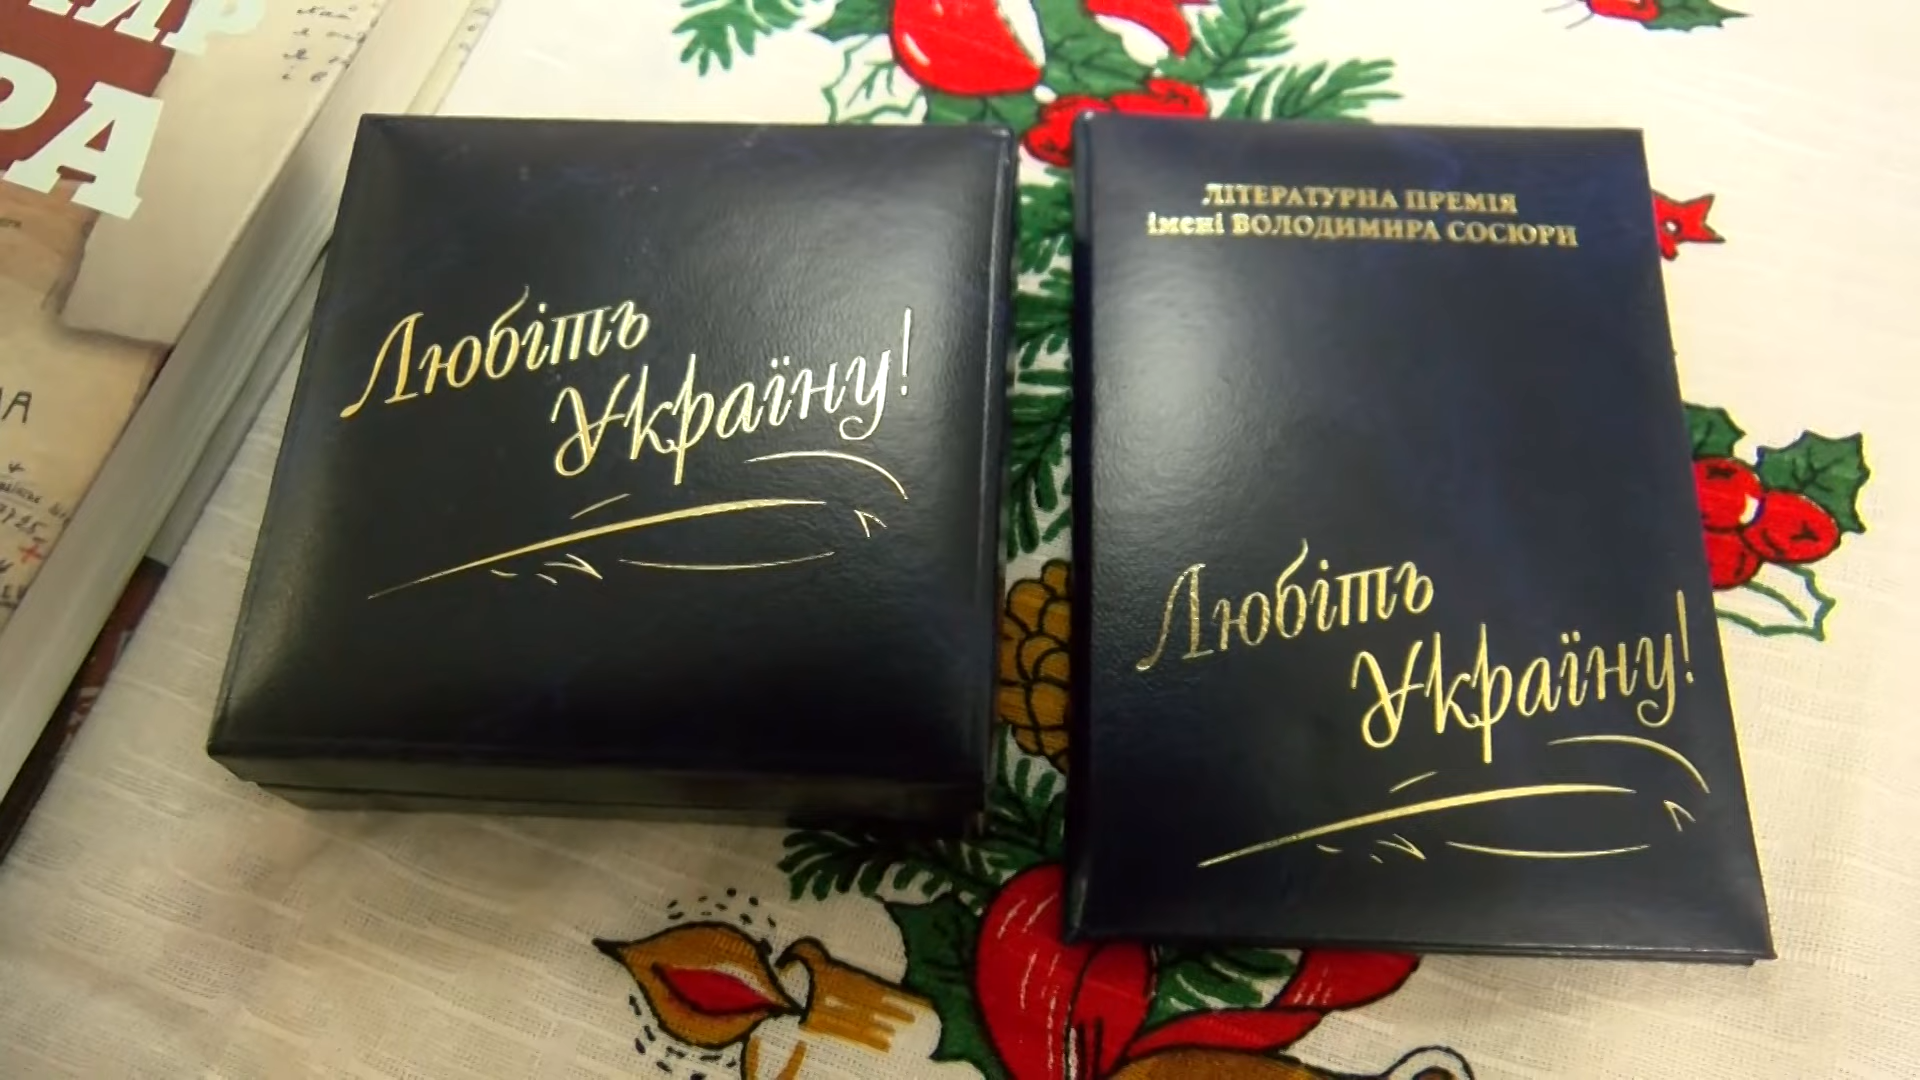 Любіть
Україну!
ЛІТЕРАТУРНА ПРЕМІЯ
імені ВОЛОДИМИРА СОСЮРИ
Любіть
Україну!